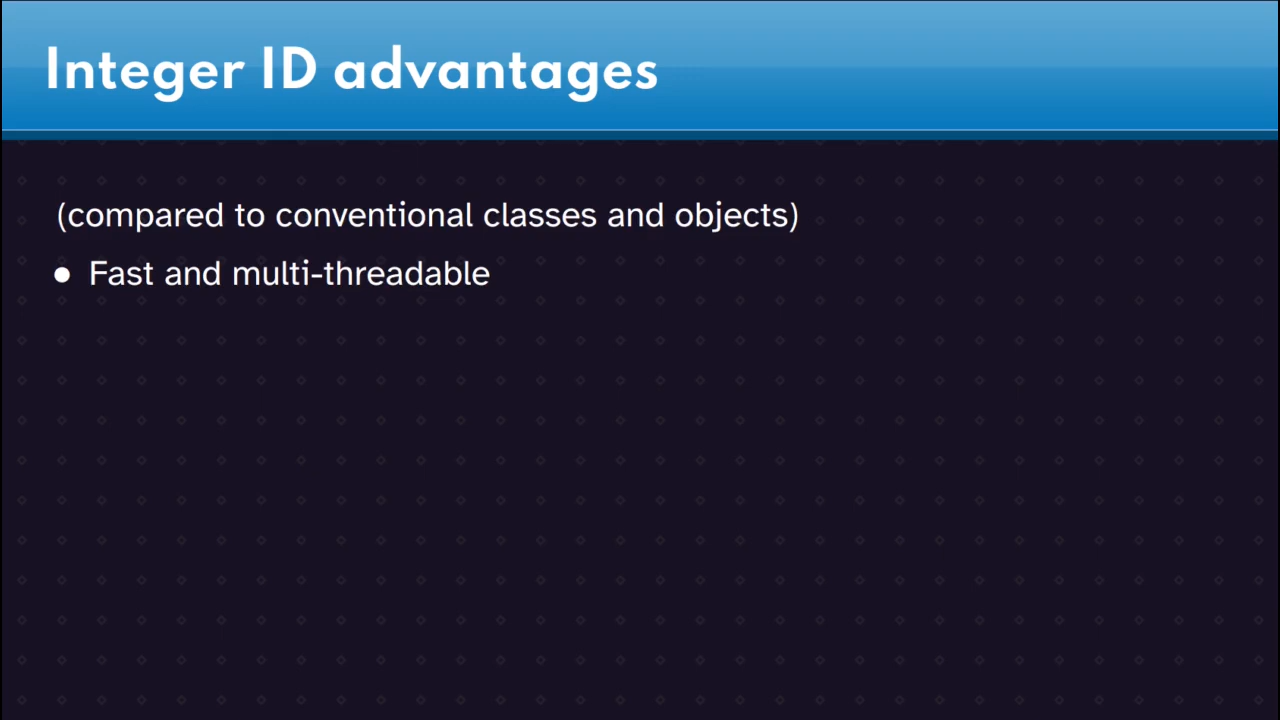 Integer ID advantages
(compared to conventional classes and objects)
● Fast and multi-threadable